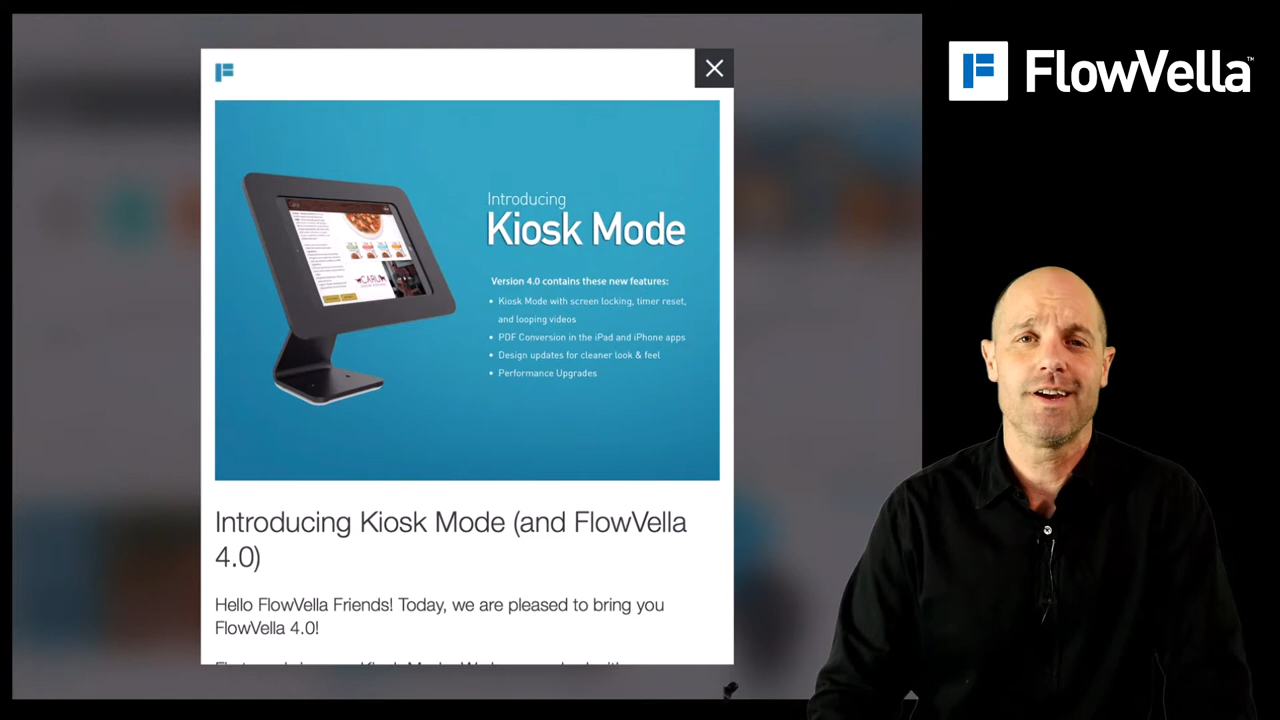 FlowVella™
Introducing
Kiosk Mode
Version 4.0 contains these new features:
• Kiosk Mode with screen locking, timer reset,
and looping videos
• PDF Conversion in the iPad and iPhone apps
• Design updates for cleaner look & feel
• Performance Upgrades
Introducing Kiosk Mode (and FlowVella
4.0)
Hello FlowVella Friends! Today, we are pleased to bring you
FlowVella 4.0!